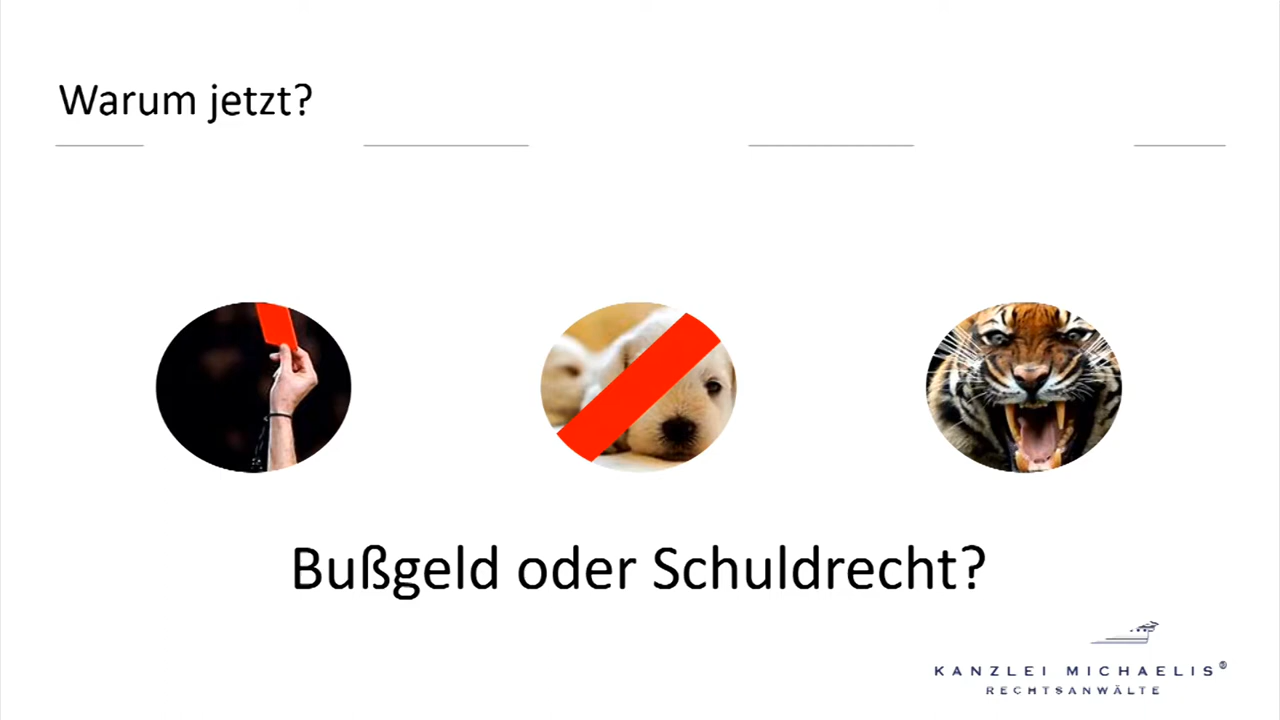 Warum jetzt?
Bußgeld oder Schuldrecht?
KANZLEI MICHAELIS®
RECHTSANWÄLTE